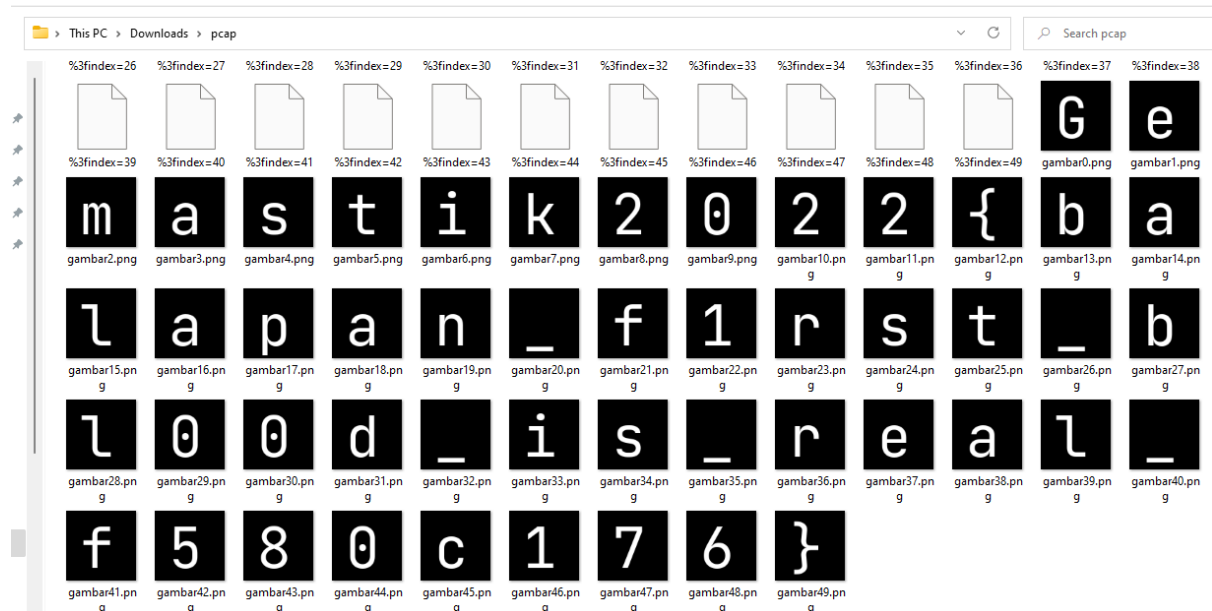 This PC > Downloads > pcap
Search pcap
%3findex=26 %3findex=27 %3findex=28 %3findex=29 %3findex=30 %3findex=31 %3findex=32 %3findex=33 %3findex=34 %3findex=35 %3findex=36 %3findex=37 %3findex=38
G e
%3findex=39 %3findex=40 %3findex=41 %3findex=42 %3findex=43 %3findex=44 %3findex=45 %3findex=46 %3findex=47 %3findex=48 %3findex=49 gambar0.png gambar1.png
m a s t i k 2 0 2 2 { b a
gambar2.png gambar3.png gambar4.png gambar5.png gambar6.png gambar7.png gambar8.png gambar9.png gambar10.png gambar11.png gambar12.png gambar13.png gambar14.png
l a p a n _ f 1 r s t _ b
gambar15.png gambar16.png gambar17.png gambar18.png gambar19.png gambar20.png gambar21.png gambar22.png gambar23.png gambar24.png gambar25.png gambar26.png gambar27.png
l 0 0 d _ i s _ r e a l _
gambar28.png gambar29.png gambar30.png gambar31.png gambar32.png gambar33.png gambar34.png gambar35.png gambar36.png gambar37.png gambar38.png gambar39.png gambar40.png
f 5 8 0 c 1 7 6 }
gambar41.png gambar42.png gambar43.png gambar44.png gambar45.png gambar46.png gambar47.png gambar48.png gambar49.png